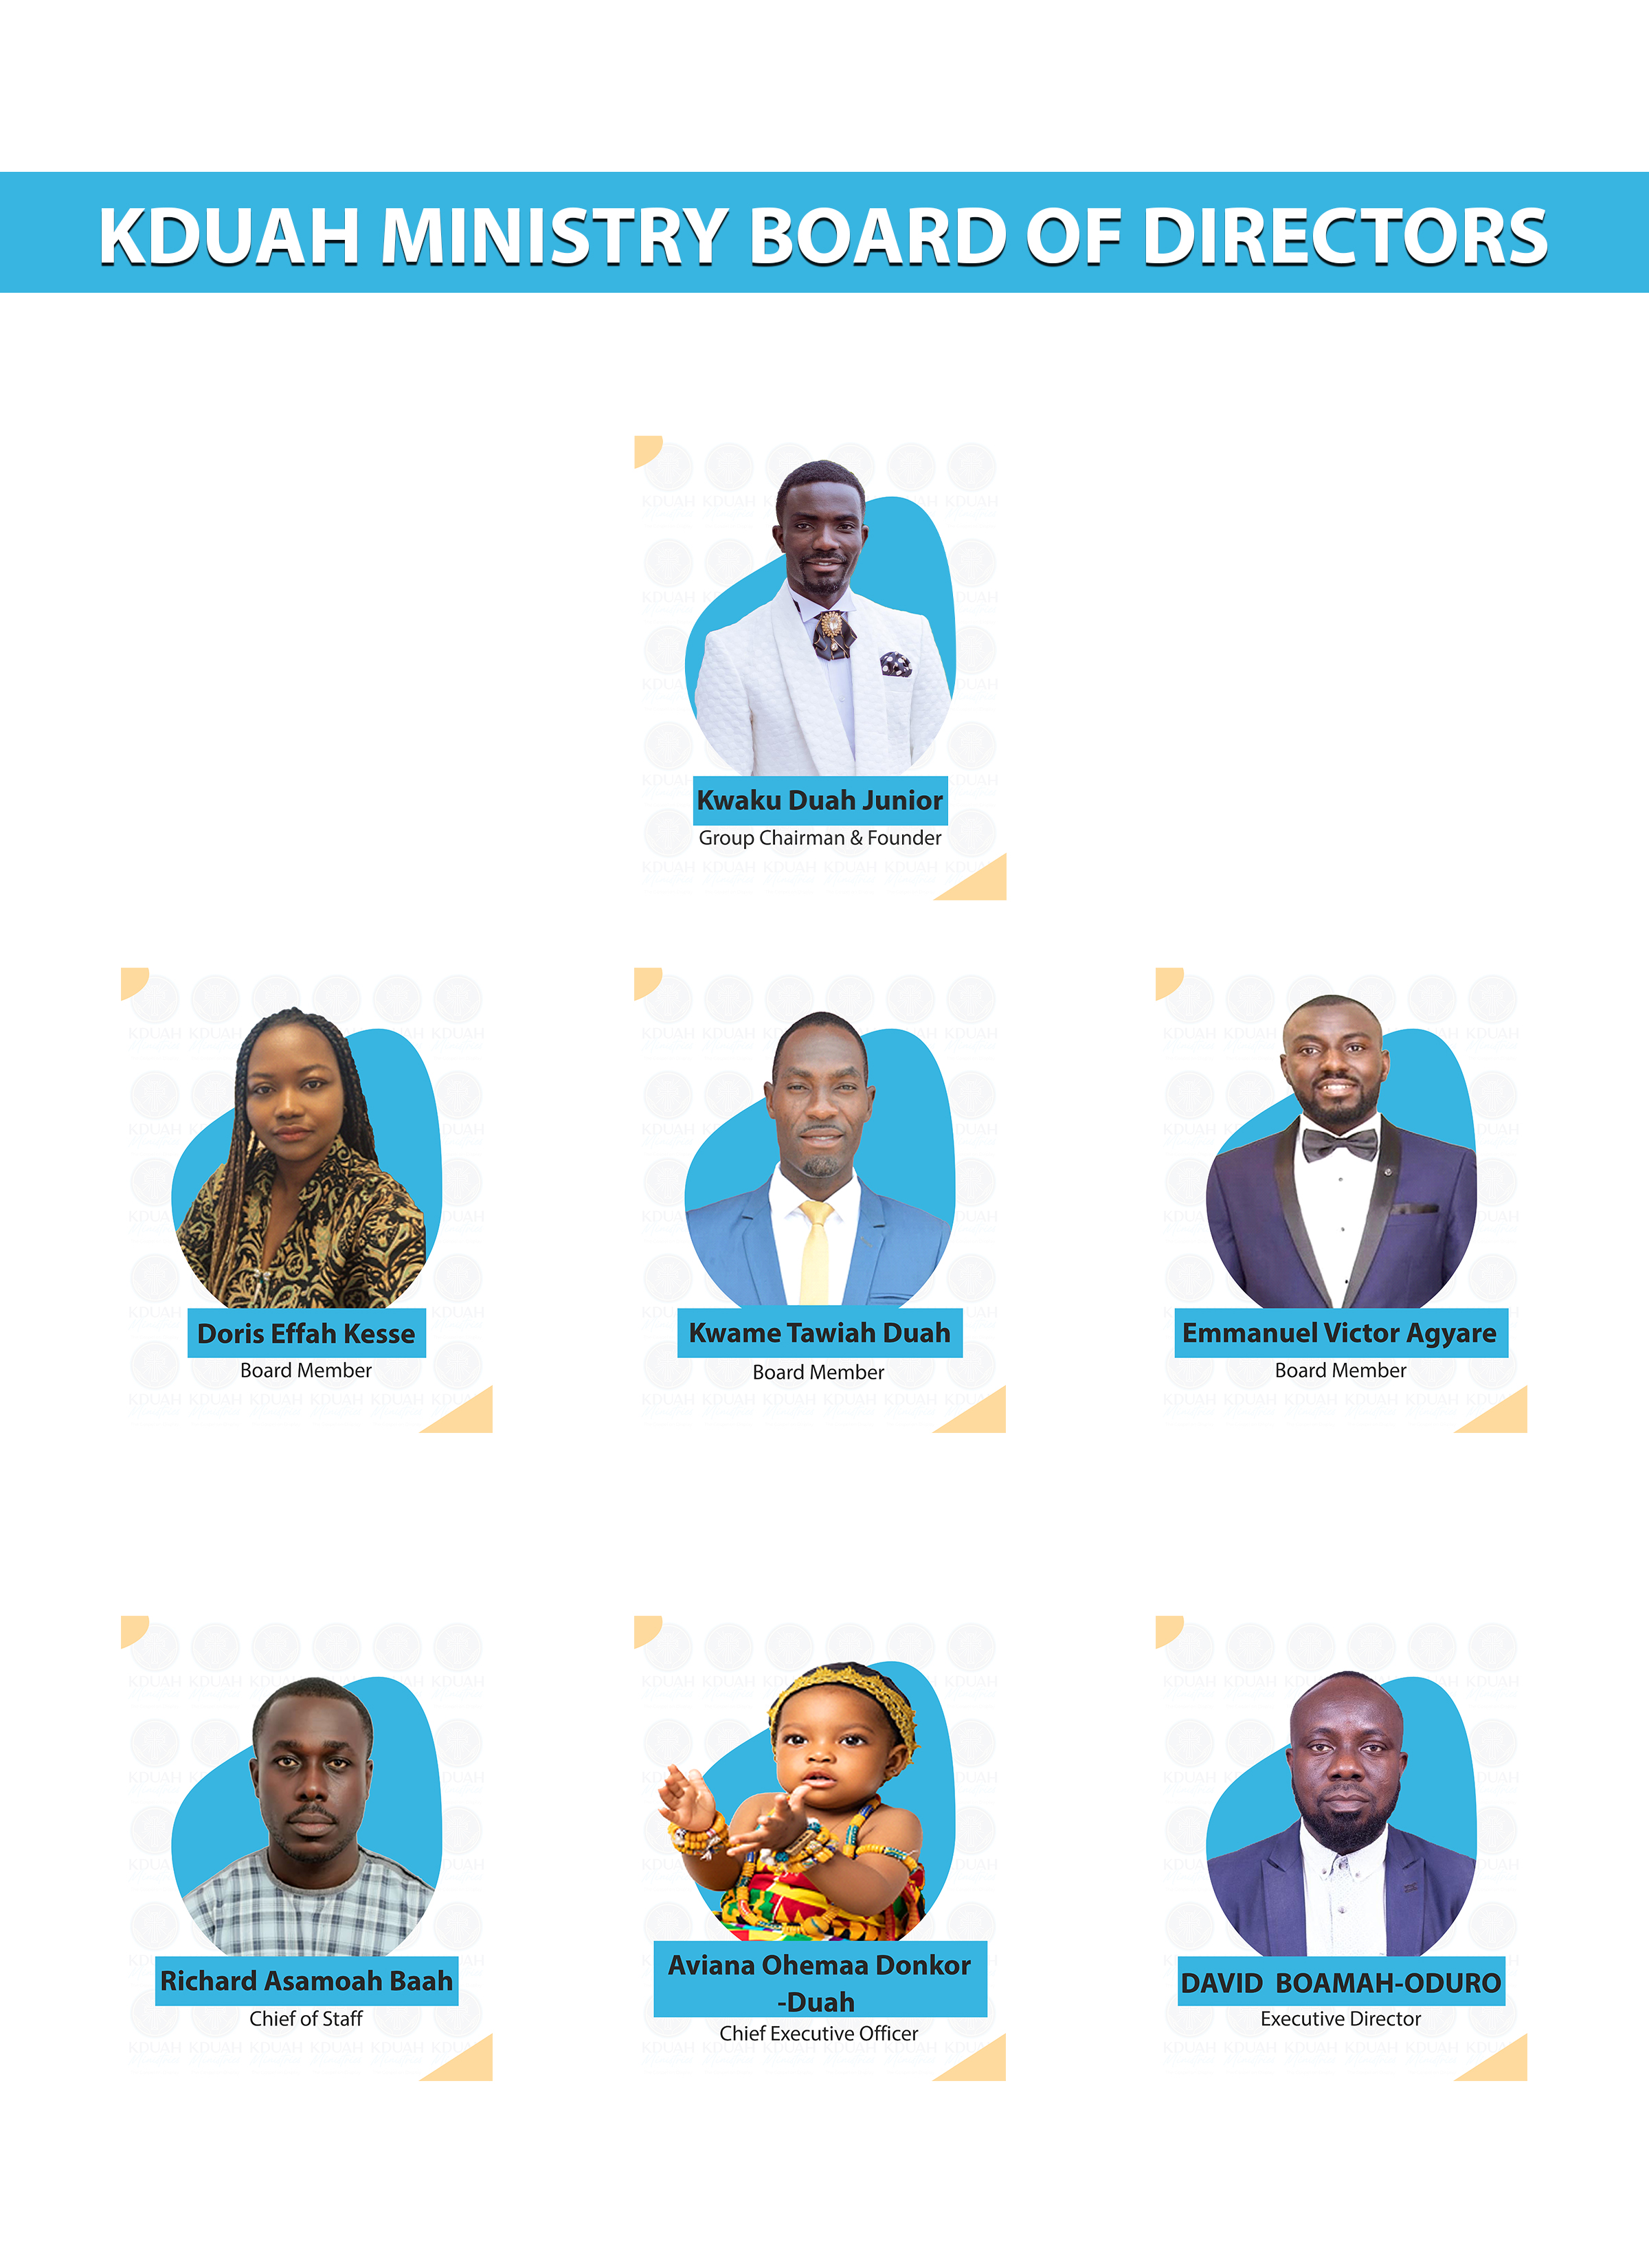 KDUAH MINISTRY BOARD OF DIRECTORS
Kwaku Duah Junior
Group Chairman & Founder
Doris Effah Kesse
Board Member
Kwame Tawiah Duah
Board Member
Emmanuel Victor Agyare
Board Member
Richard Asamoah Baah
Chief of Staff
Aviana Ohemaa Donkor
-Duah
Chief Executive Officer
DAVID BOAMAH-ODURO
Executive Director